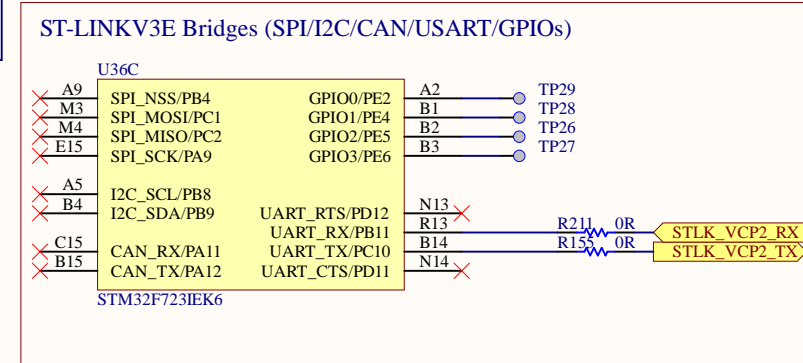 ST-LINKV3E Bridges (SPI/I2C/CAN/USART/GPIOs)
U36C
A9 SPI_NSS/PB4 GPIO0/PE2 A2 TP29
M3 SPI_MOSI/PC1 GPIO1/PE4 B1 TP28
M4 SPI_MISO/PC2 GPIO2/PE5 B2 TP26
E15 SPI_SCK/PA9 GPIO3/PE6 B3 TP27
A5 I2C_SCL/PB8
B4 I2C_SDA/PB9 UART_RTS/PD12 N13
UART_RX/PB11 R13 R211 0R STLK_VCP2_RX
C15 CAN_RX/PA11 UART_TX/PC10 B14 R155 0R STLK_VCP2_TX
B15 CAN_TX/PA12 UART_CTS/PD11 N14
STM32F723IEK6